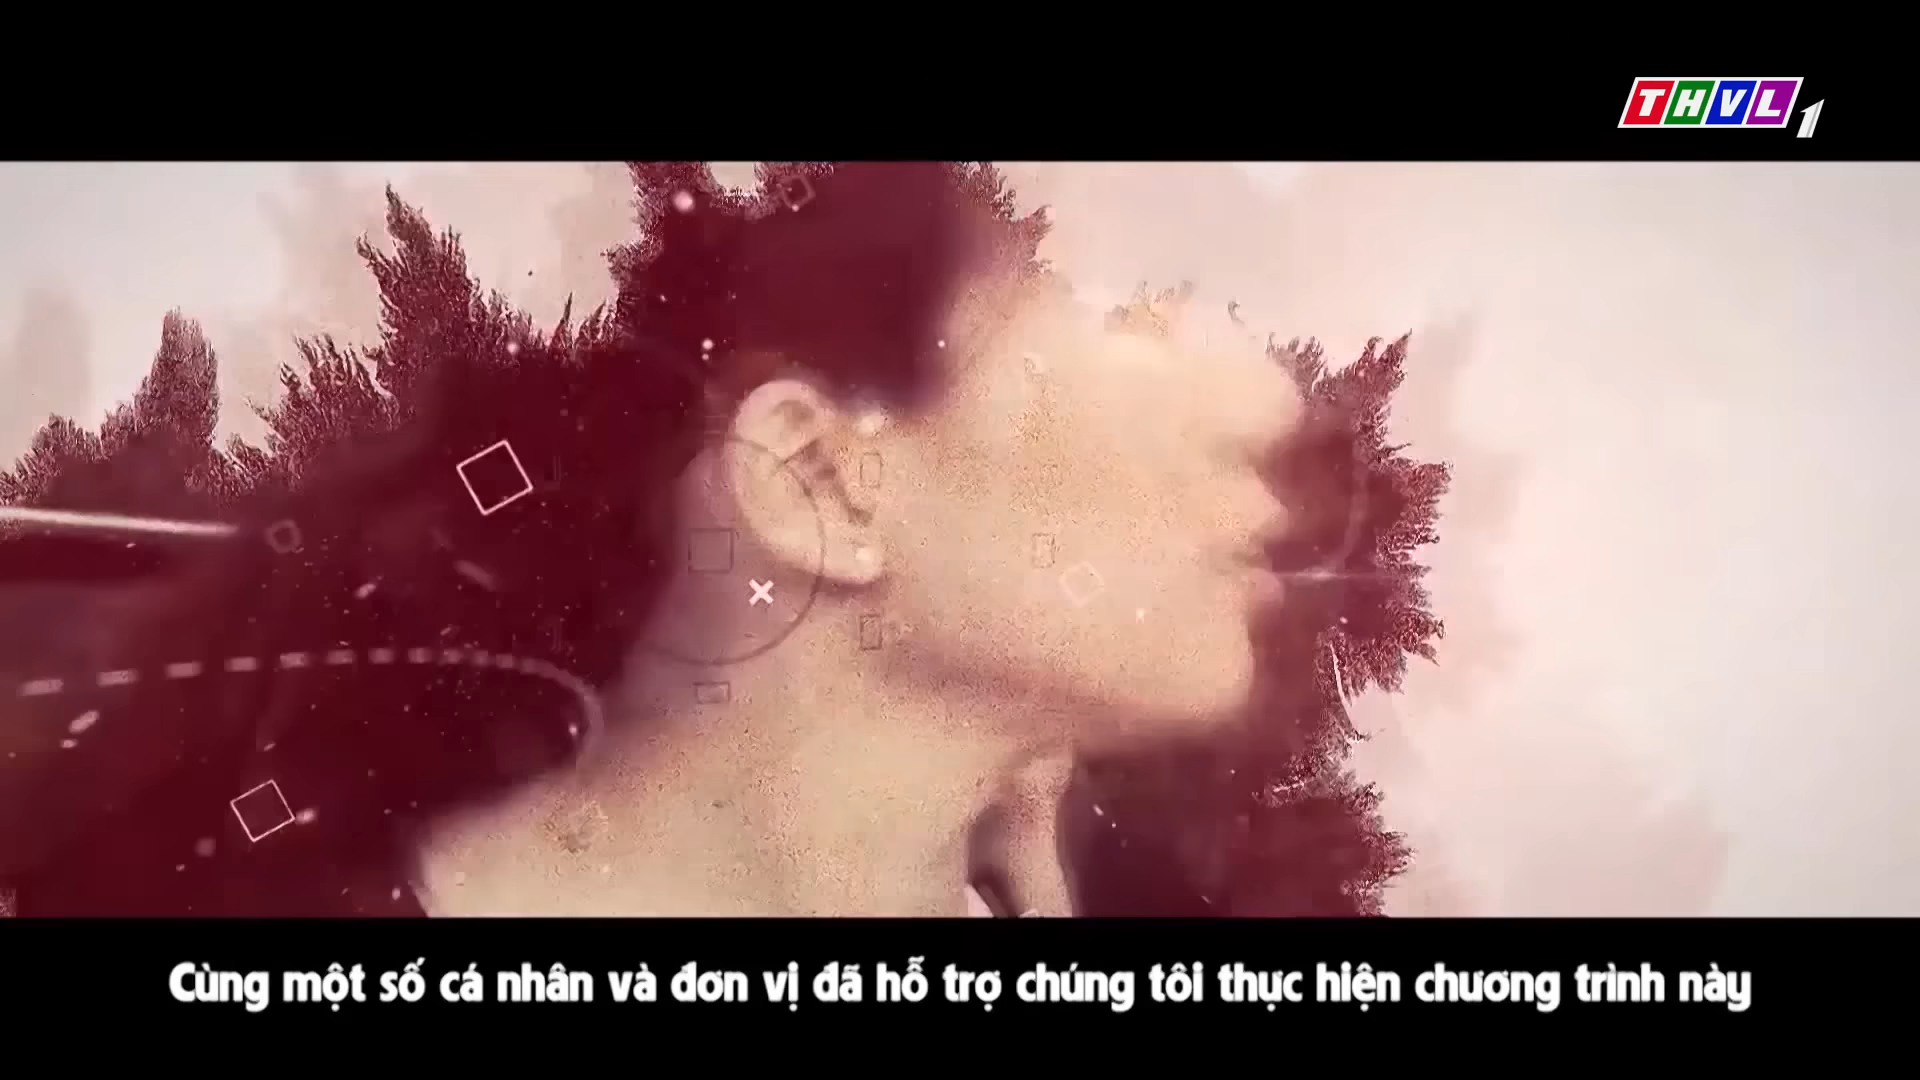 THVL1
Cùng một số cá nhân và đơn vị đã hỗ trợ chúng tôi thực hiện chương trình này